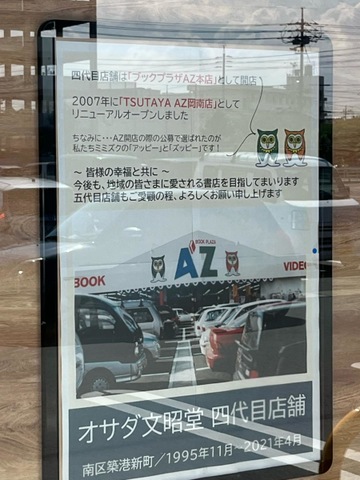 四代目店舗は「ブックプラザAZ本店」として開店
2007年に「TSUTAYA AZ岡南店」として
リニューアルオープンしました
ちなみに・・・AZ開店の際の公募で選ばれたのが
私たちミミズクの「アッピー」と「ズッピー」です！
～ 皆様の幸福と共に ～
今後も、地域の皆さまに愛される書店を目指してまいります
五代目店舗もご愛顧の程、よろしくお願い申し上げます
BOOK PLAZA
AZ
BOOK
VIDEO
オサダ文昭堂 四代目店舗
南区築港新町／1995年11月～2021年4月